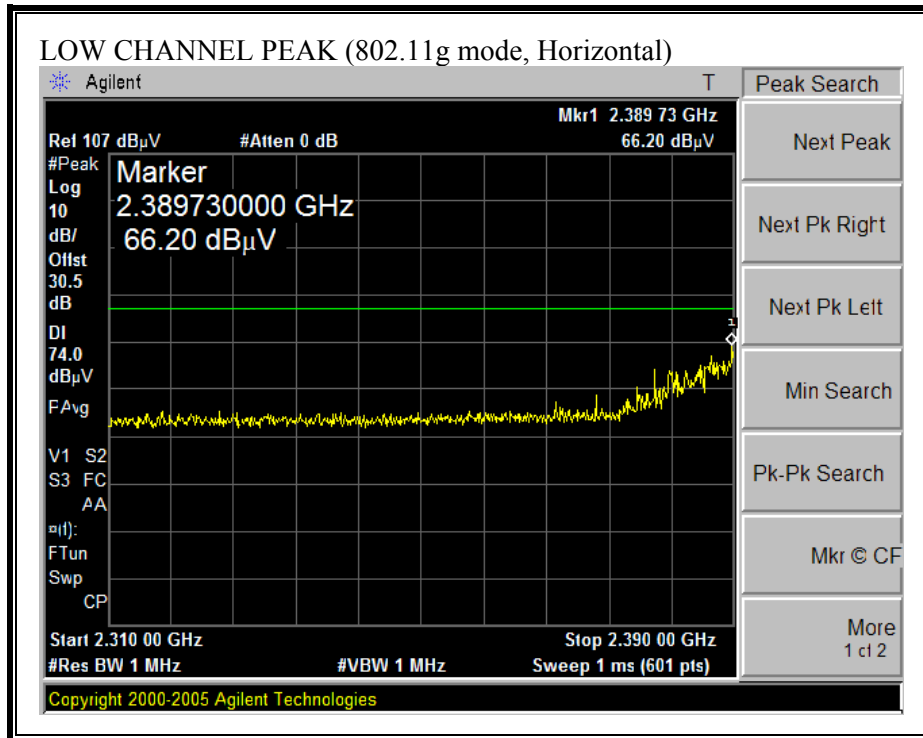 LOW CHANNEL PEAK (802.11g mode, Horizontal)
Agilent T
Peak Search
Mkr1 2.389 73 GHz
Ref 107 dBµV #Atten 0 dB 66.20 dBµV
#Peak
Log
10
dB/
Offst
30.5
dB
DI
74.0
dBµV
FAvg
V1 S2
S3 FC
AA
¤(f):
FTun
Swp
CP
Marker
2.389730000 GHz
66.20 dBµV
1
Start 2.310 00 GHz Stop 2.390 00 GHz
#Res BW 1 MHz #VBW 1 MHz Sweep 1 ms (601 pts)
Copyright 2000-2005 Agilent Technologies
Next Peak
Next Pk Right
Next Pk Left
Min Search
Pk-Pk Search
Mkr © CF
More
1 of 2